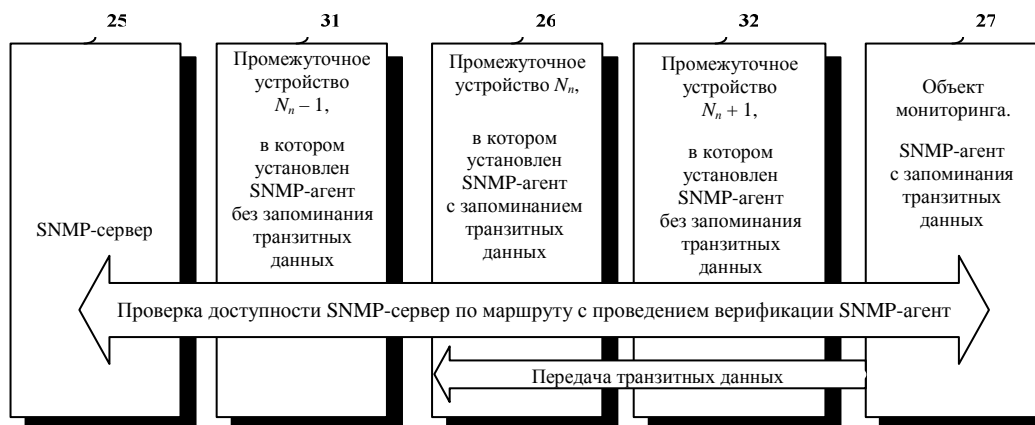 25
31
26
32
27
SNMP-сервер
Промежуточное
устройство
Nn – 1,
в котором
установлен
SNMP-агент
без запоминания
транзитных
данных
Промежуточное
устройство Nn,
в котором
установлен
SNMP-агент
с запоминанием
транзитных
данных
Промежуточное
устройство
Nn + 1,
в котором
установлен
SNMP-агент
без запоминания
транзитных
данных
Объект
мониторинга.
SNMP-агент
с запоминания
транзитных
данных
Проверка доступности SNMP-сервер по маршруту с проведением верификации SNMP-агент
Передача транзитных данных